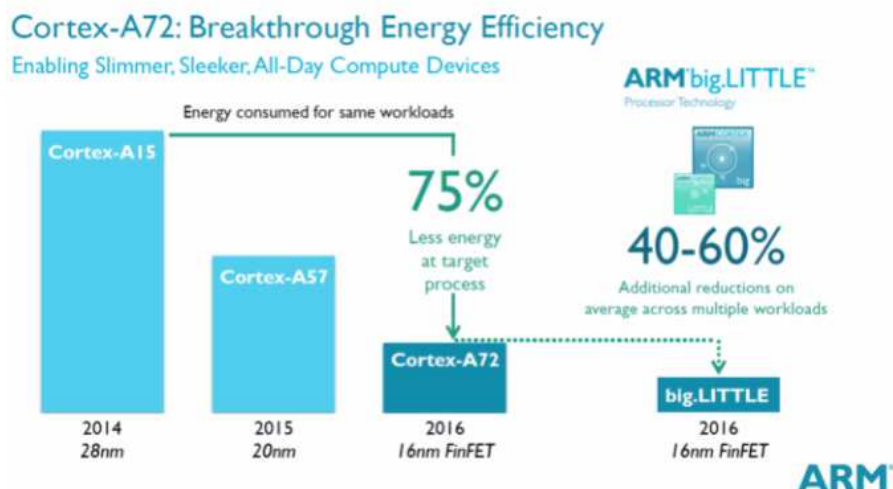 Cortex-A72: Breakthrough Energy Efficiency
Enabling Slimmer, Sleeker, All-Day Compute Devices
ARM big.LITTLE™
Processor Technology
Energy consumed for same workloads
Cortex-A15
75%
Less energy
at target
process
big
LITTLE
40-60%
Additional reductions on
average across multiple workloads
Cortex-A57
Cortex-A72
big.LITTLE
2014
28nm
2015
20nm
2016
16nm FinFET
2016
16nm FinFET
ARM